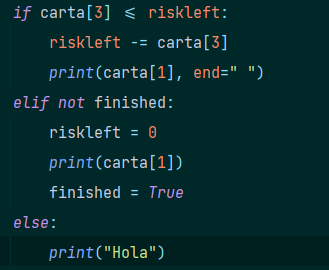 if carta[3] <= riskleft:
    riskleft -= carta[3]
    print(carta[1], end=" ")
elif not finished:
    riskleft = 0
    print(carta[1])
    finished = True
else:
    print("Hola")